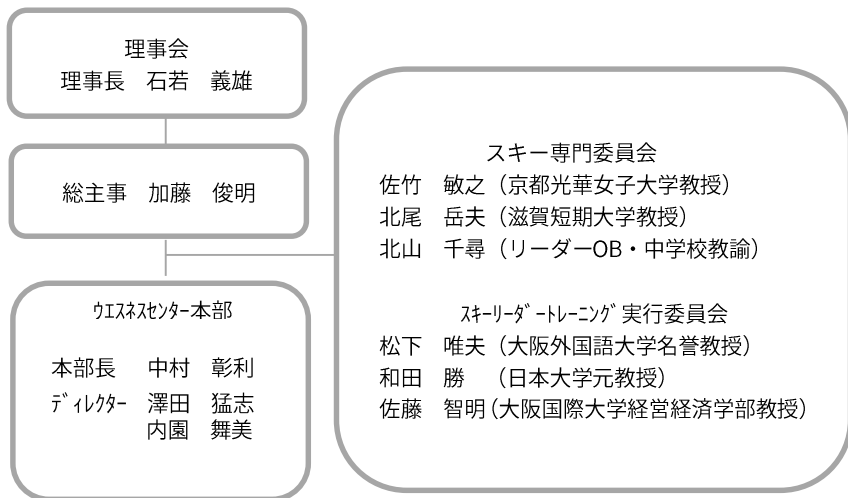 理事会
理事長　石若　義雄
総主事　加藤　俊明
ｳｴｽﾈｽｾﾝﾀｰ本部
本部長　中村　彰利
ﾃﾞｨﾚｸﾀｰ　澤田　猛志
内園　舞美
スキー専門委員会
佐竹　敏之（京都光華女子大学教授）
北尾　岳夫（滋賀短期大学教授）
北山　千尋（リーダーOB・中学校教諭）
ｽｷｰﾘｰﾀﾞｰﾄﾚｰﾆﾝｸﾞ実行委員会
松下　唯夫（大阪外国語大学名誉教授）
和田　勝　（日本大学元教授）
佐藤　智明（大阪国際大学経営経済学部教授）